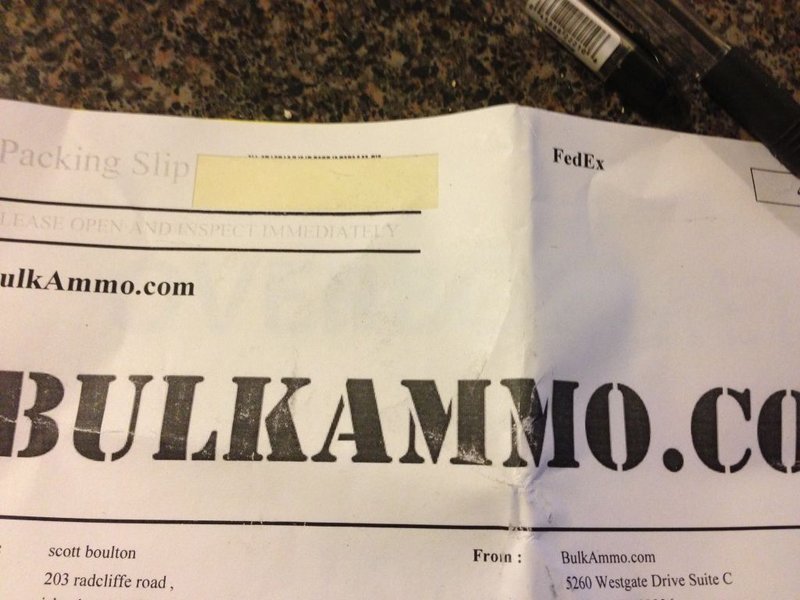 Packing Slip
FedEx
LEASE OPEN AND INSPECT IMMEDIATELY
ulkAmmo.com
BULKAMMO.CO
scott boulton
From : BulkAmmo.com
203 radcliffe road ,
5260 Westgate Drive Suite C